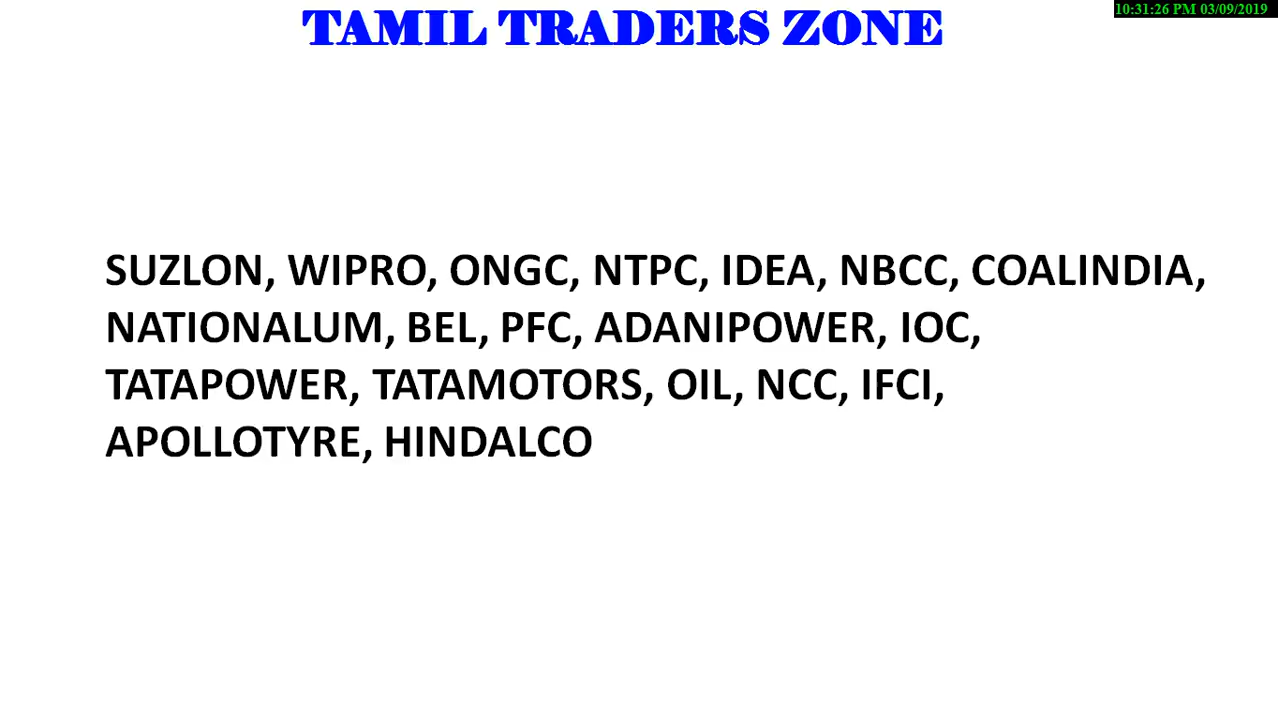 TAMIL TRADERS ZONE
10:31:26 PM 03/09/2019
SUZLON, WIPRO, ONGC, NTPC, IDEA, NBCC, COALINDIA,
NATIONALUM, BEL, PFC, ADANIPOWER, IOC,
TATAPOWER, TATAMOTORS, OIL, NCC, IFCI,
APOLLOTYRE, HINDALCO